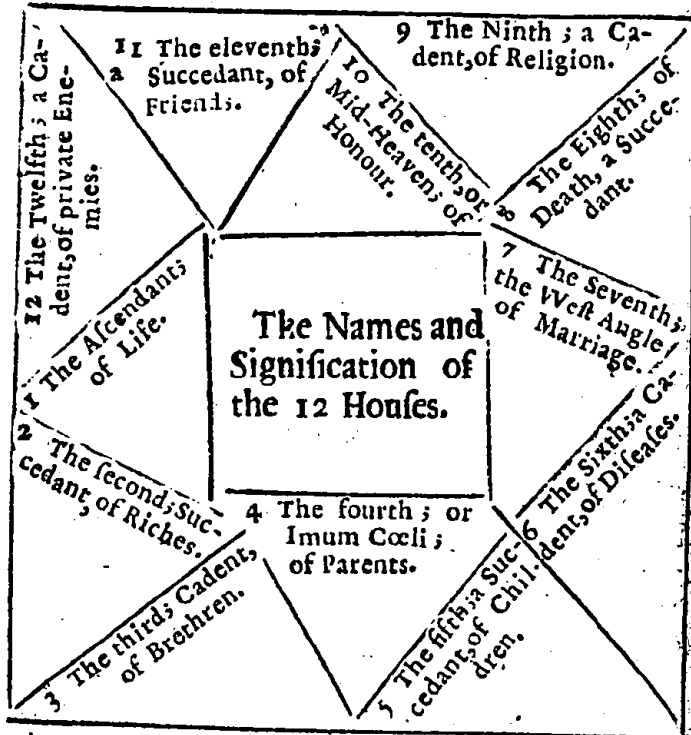 The Names and
Signification of
the 12 Houſes.
1 The Aſcendant;
of Life.
2 The ſecond; Suc-
cedant, of Riches.
3 The third; Cadent,
of Brethren.
4 The fourth; or
Imum Cœli;
of Parents.
5 The fifth; a Suc-
cedant, of Chil-
dren.
6 The Sixth; a Ca-
dent, of Diſeaſes.
7 The Seventh;
the Weſt Angle
of Marriage.
8 The Eighth; of
Death, a Succe-
dant.
9 The Ninth; a Ca-
dent, of Religion.
10 The tenth, or
Mid-Heaven; of
Honour.
11 The eleventh;
a Succedant, of
Friends.
12 The Twelfth; a Ca-
dent, of private Ene-
mies.